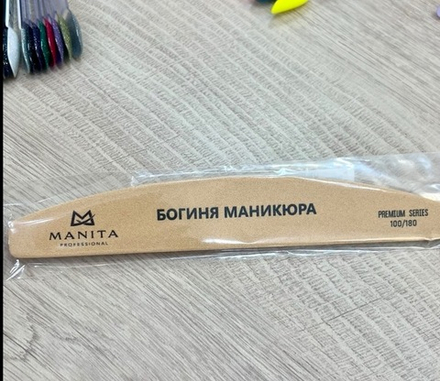 MANITA
PROFESSIONAL
БОГИНЯ МАНИКЮРА
PREMIUM SERIES
100/180